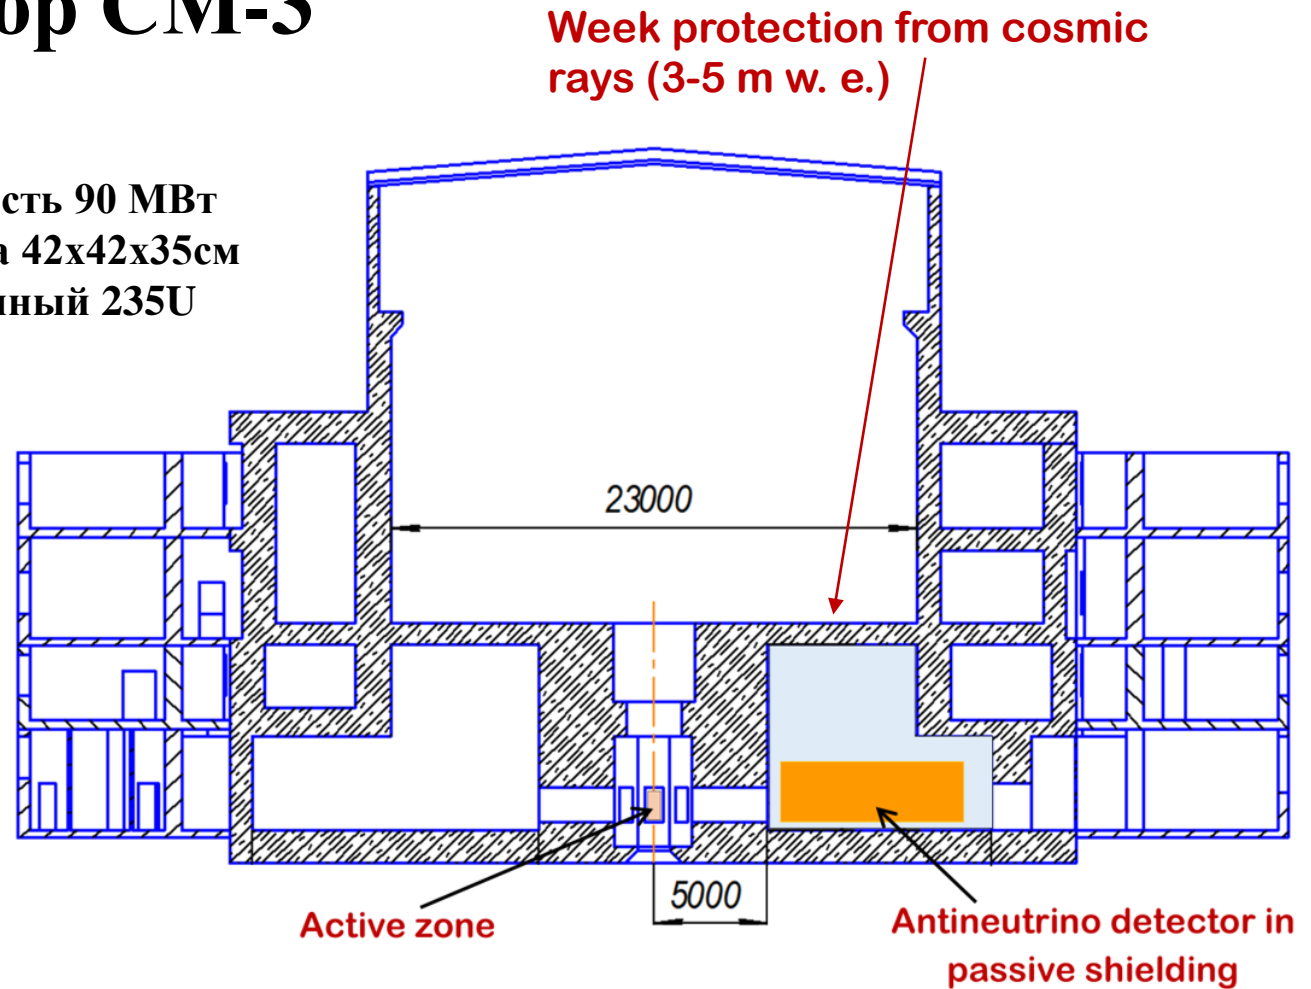 ор СМ-3
Week protection from cosmic
rays (3-5 m w. e.)
сть 90 МВт
а 42х42х35см
нный 235U
23000
5000
Active zone
Antineutrino detector in
passive shielding